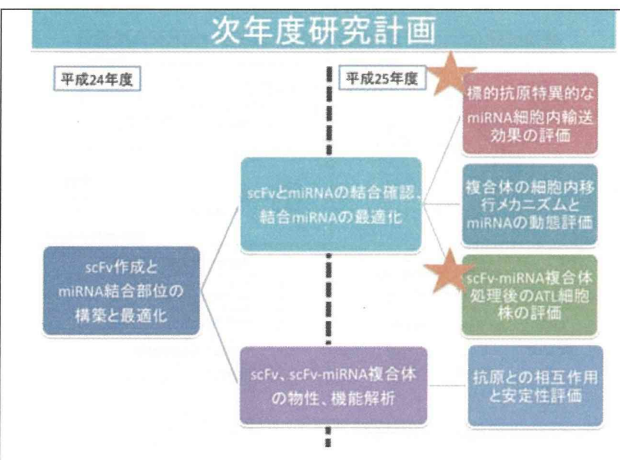 次年度研究計画
平成24年度
平成25年度
scFv作成と
miRNA結合部位の
構築と最適化
scFvとmiRNAの結合確認、
結合miRNAの最適化
scFv、scFv-miRNA複合体
の物性、機能解析
標的抗原特異的な
miRNA細胞内輸送
効果の評価
複合体の細胞内移
行メカニズムと
miRNAの動態評価
scFv-miRNA複合体
処理後のATL細胞
株の評価
抗原との相互作用
と安定性評価